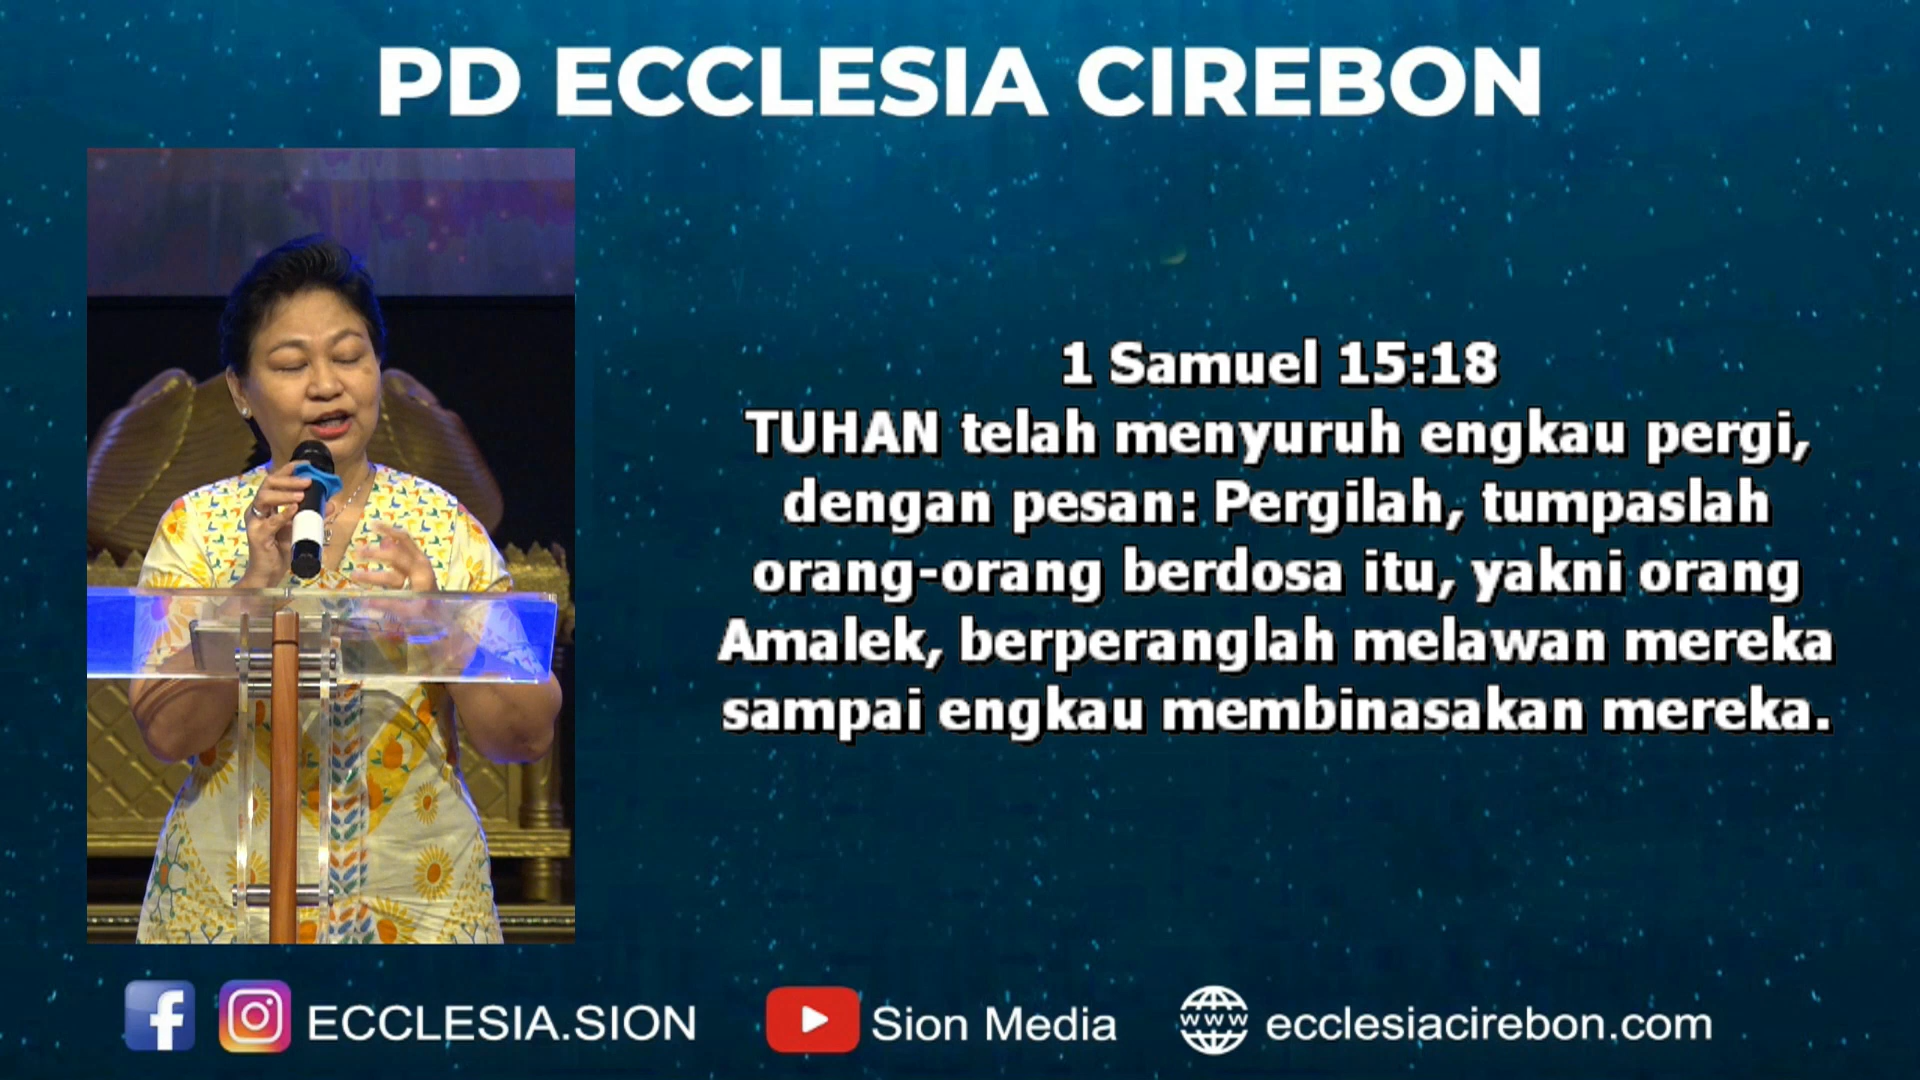 PD ECCLESIA CIREBON
1 Samuel 15:18
TUHAN telah menyuruh engkau pergi,
dengan pesan: Pergilah, tumpaslah
orang-orang berdosa itu, yakni orang
Amalek, berperanglah melawan mereka
sampai engkau membinasakan mereka.
ECCLESIA.SION
Sion Media
www
ecclesiacirebon.com